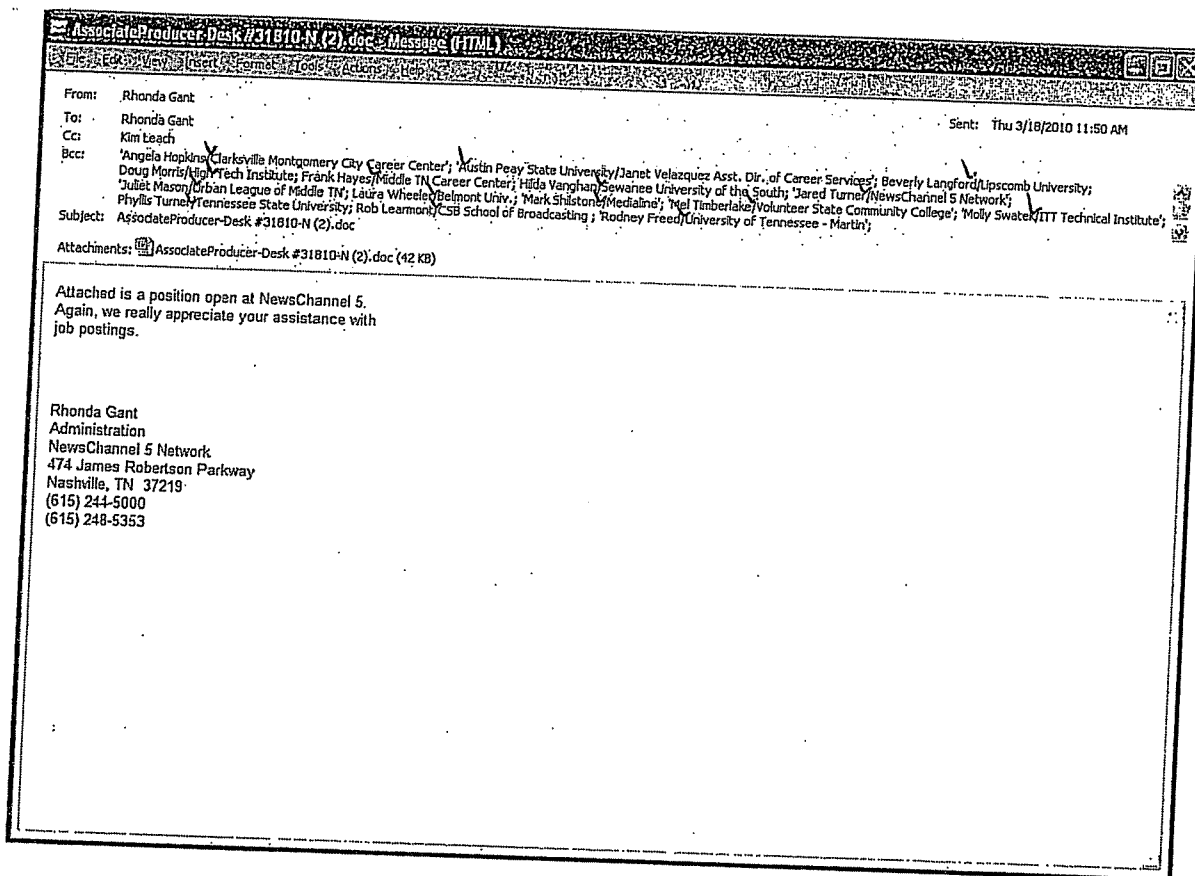 AssociateProducer-Desk #31810-N (2).doc - Message (HTML)
File Edit View Insert Format Tools Actions Help
From: Rhonda Gant
Sent: Thu 3/18/2010 11:50 AM
To: Rhonda Gant
Cc: Kim Leach
Bcc: 'Angela Hopkins/Clarksville Montgomery City Career Center'; 'Austin Peay State University/Janet Velazquez Asst. Dir. of Career Services'; Beverly Langford/Lipscomb University;
Doug Morris/High Tech Institute; Frank Hayes/Middle TN Career Center; 'Hilda Vanghan/Sewanee University of the South; 'Jared Turner/NewsChannel 5 Network';
'Juliet Mason/Urban League of Middle TN'; Laura Wheeler/Belmont Univ.; 'Mark Shilstone/Medialine'; 'Mel Timberlake/Volunteer State Community College'; 'Molly Swatek/ITT Technical Institute';
Phyllis Turner/Tennessee State University; Rob Learmont/CSB School of Broadcasting ; 'Rodney Freed/University of Tennessee - Martin';
Subject: AssociateProducer-Desk #31810-N (2).doc
Attachments: AssociateProducer-Desk #31810-N (2).doc (42 KB)
Attached is a position open at NewsChannel 5.
Again, we really appreciate your assistance with
job postings.
Rhonda Gant
Administration
NewsChannel 5 Network
474 James Robertson Parkway
Nashville, TN 37219
(615) 244-5000
(615) 248-5353